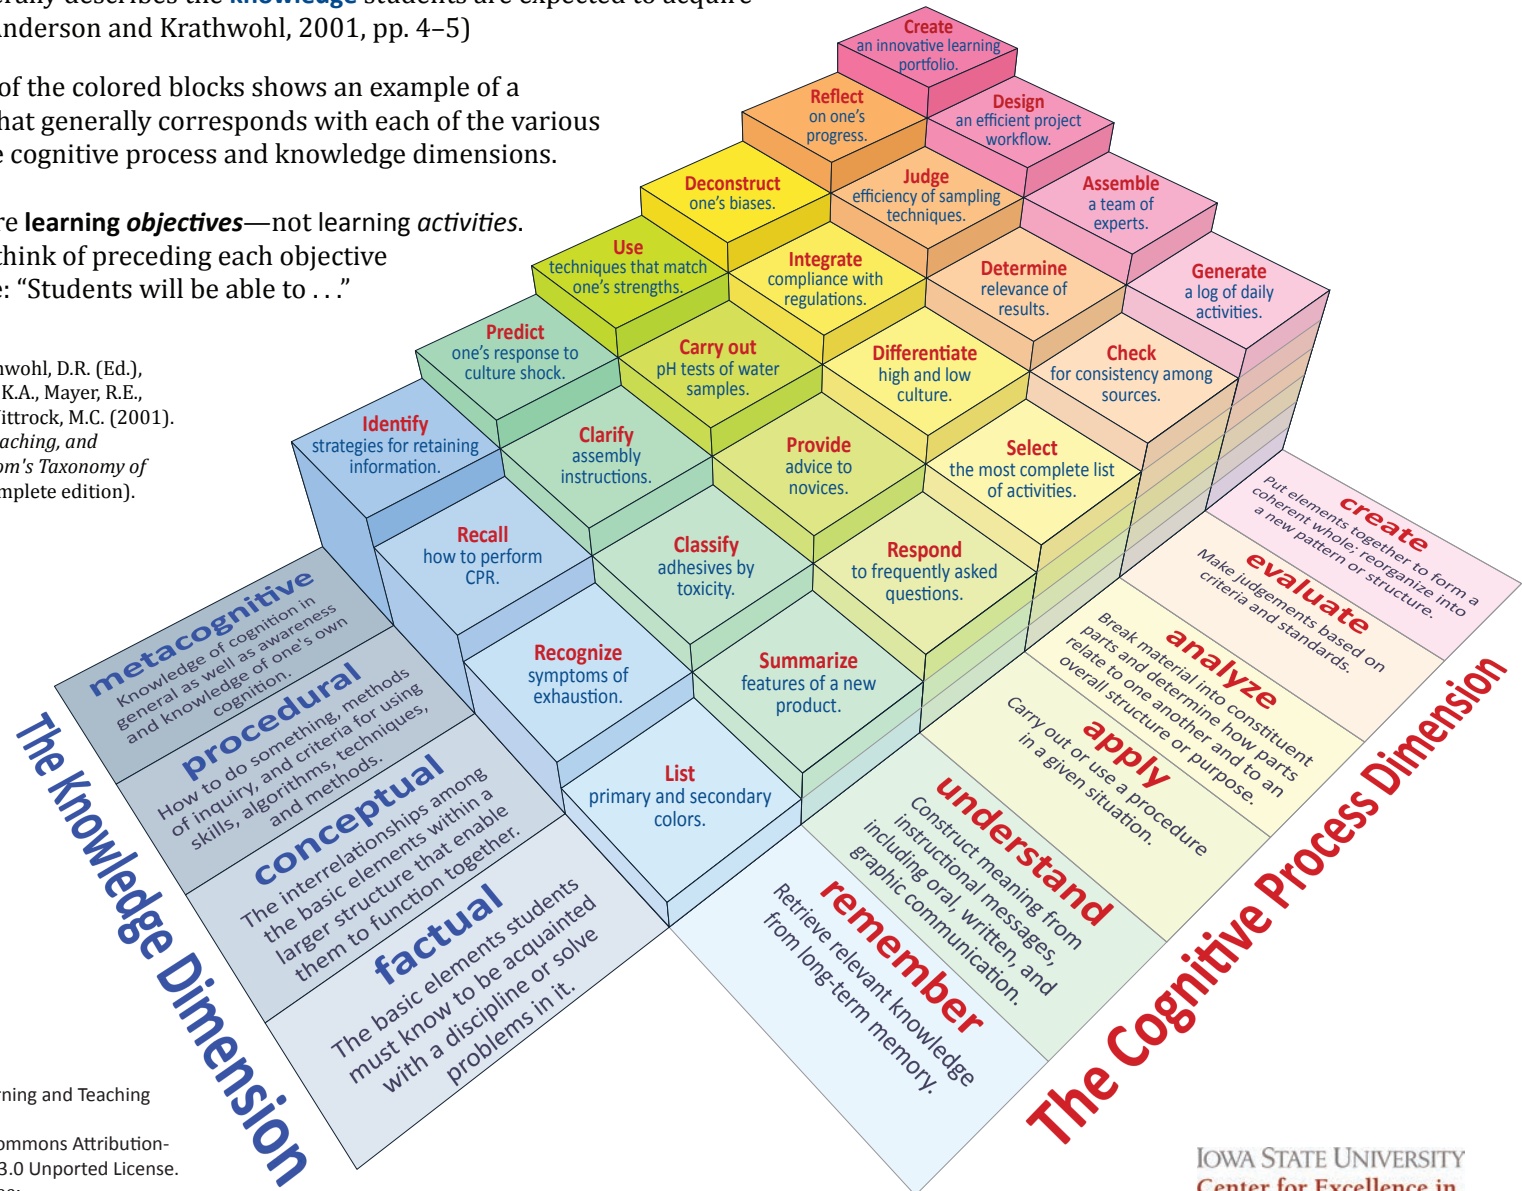 describes the knowledge students are expected to acquire
Anderson and Krathwohl, 2001, pp. 4–5)
of the colored blocks shows an example of a
that generally corresponds with each of the various
cognitive process and knowledge dimensions.
learning objectives—not learning activities.
think of preceding each objective
“Students will be able to . . .”
D.R. (Ed.),
K.A., Mayer, R.E.,
M.C. (2001).
and
Taxonomy of
edition).
Create
an innovative learning
portfolio.
Reflect
on one’s
progress.
Design
an efficient project
workflow.
Deconstruct
one’s biases.
Judge
efficiency of sampling
techniques.
Assemble
a team of
experts.
Use
techniques that match
one’s strengths.
Integrate
compliance with
regulations.
Determine
relevance of
results.
Generate
a log of daily
activities.
Predict
one’s response to
culture shock.
Carry out
pH tests of water
samples.
Differentiate
high and low
culture.
Check
for consistency among
sources.
Identify
strategies for retaining
information.
Clarify
assembly
instructions.
Provide
advice to
novices.
Select
the most complete list
of activities.
Recall
how to perform
CPR.
Classify
adhesives by
toxicity.
Respond
to frequently asked
questions.
Recognize
symptoms of
exhaustion.
Summarize
features of a new
product.
List
primary and secondary
colors.
metacognitive
Knowledge of cognition in
general as well as awareness
and knowledge of one's own
cognition.
procedural
How to do something, methods
of inquiry, and criteria for using
skills, algorithms, techniques,
and methods.
conceptual
The interrelationships among
the basic elements within a
larger structure that enable
them to function together.
factual
The basic elements students
must know to be acquainted
with a discipline or solve
problems in it.
The Knowledge Dimension
create
Put elements together to form a
coherent whole; reorganize into
a new pattern or structure.
evaluate
Make judgements based on
criteria and standards.
analyze
Break material into constituent
parts and determine how parts
relate to one another and to an
overall structure or purpose.
apply
Carry out or use a procedure
in a given situation.
understand
Construct meaning from
instructional messages,
including oral, written, and
graphic communication.
remember
Retrieve relevant knowledge
from long-term memory.
The Cognitive Process Dimension
and Teaching
Attribution-
3.0 Unported License.
IOWA STATE UNIVERSITY
Center for Excellence in